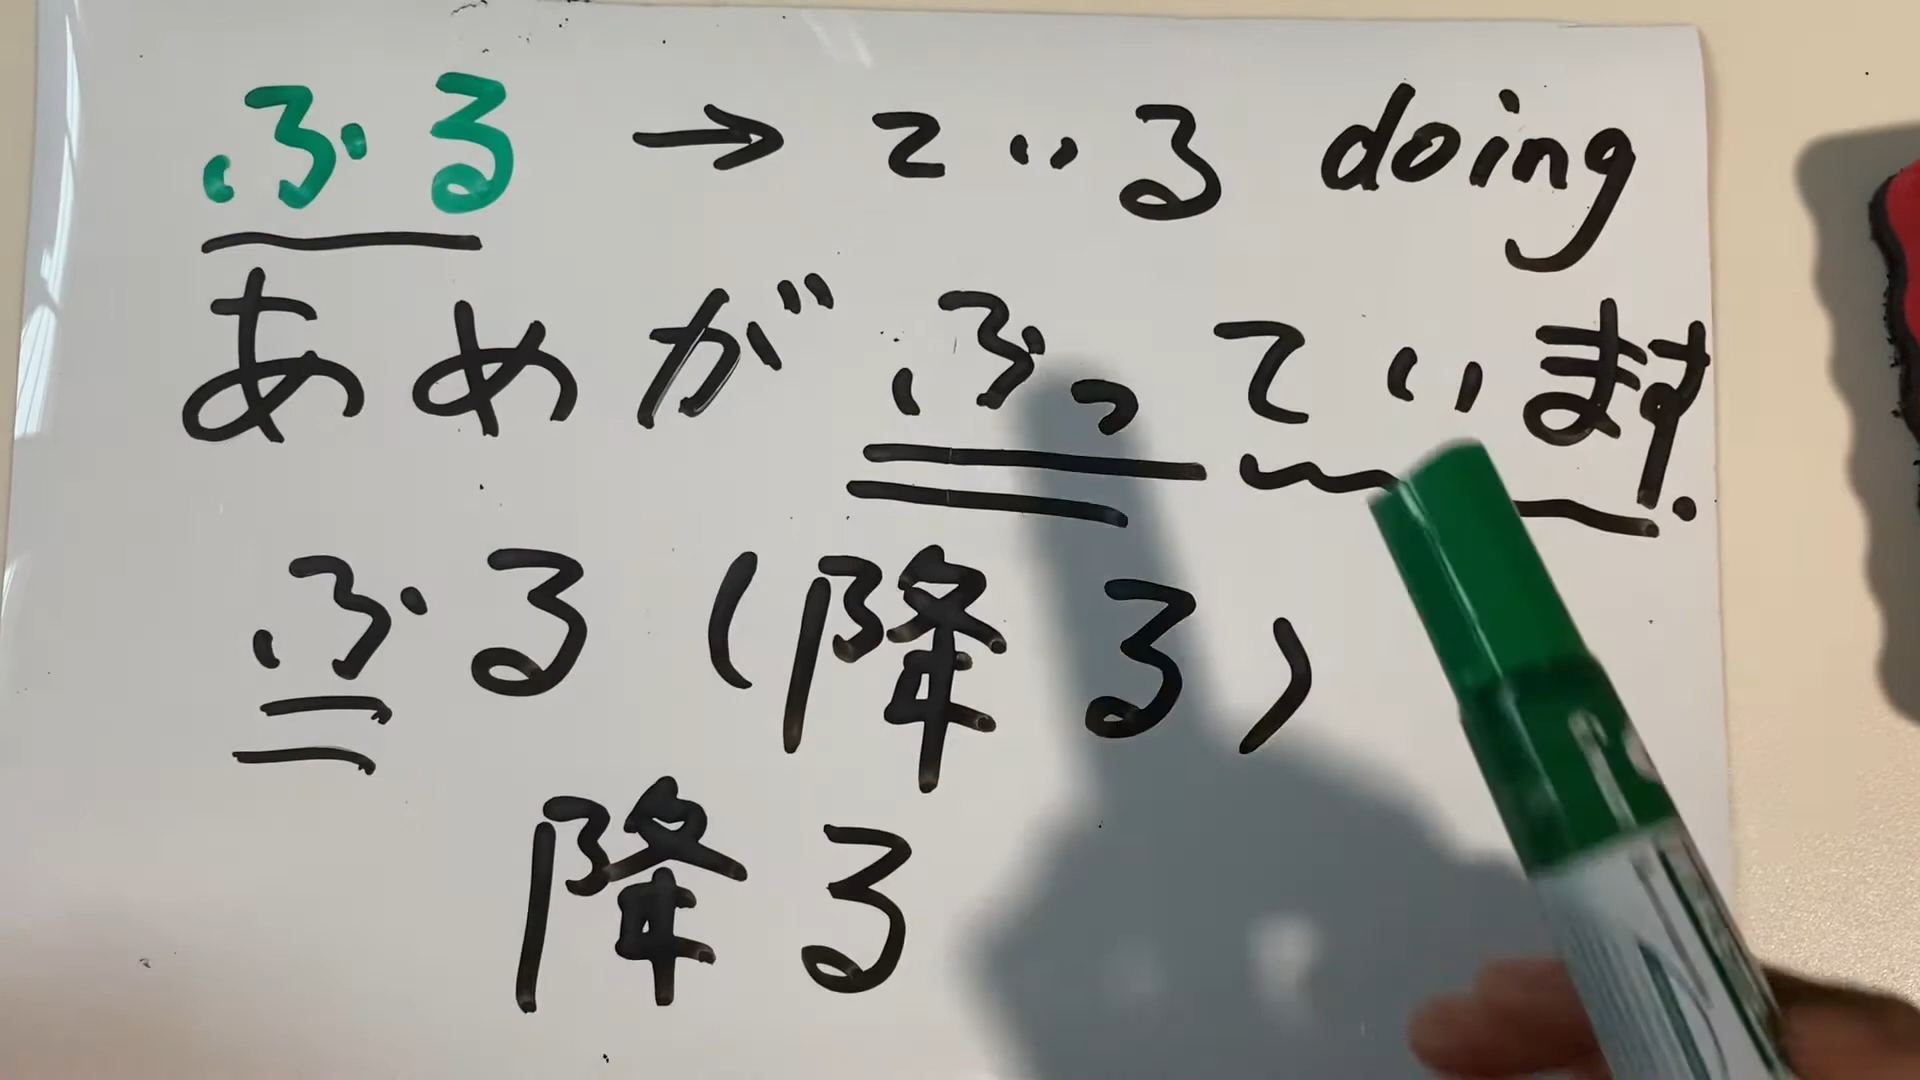 ふる → ている doing
あめが ふっています.
ふる (降る)
降る